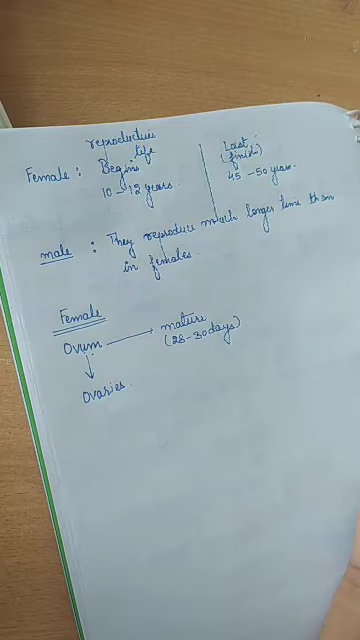 reproductive
life
Female : Begins
10 - 12 years.
Last
(finish)
45 - 50 years.
male : They reproduce much longer time than
in females.
Female
Ovum → mature
(28-30 days)
Ovaries.